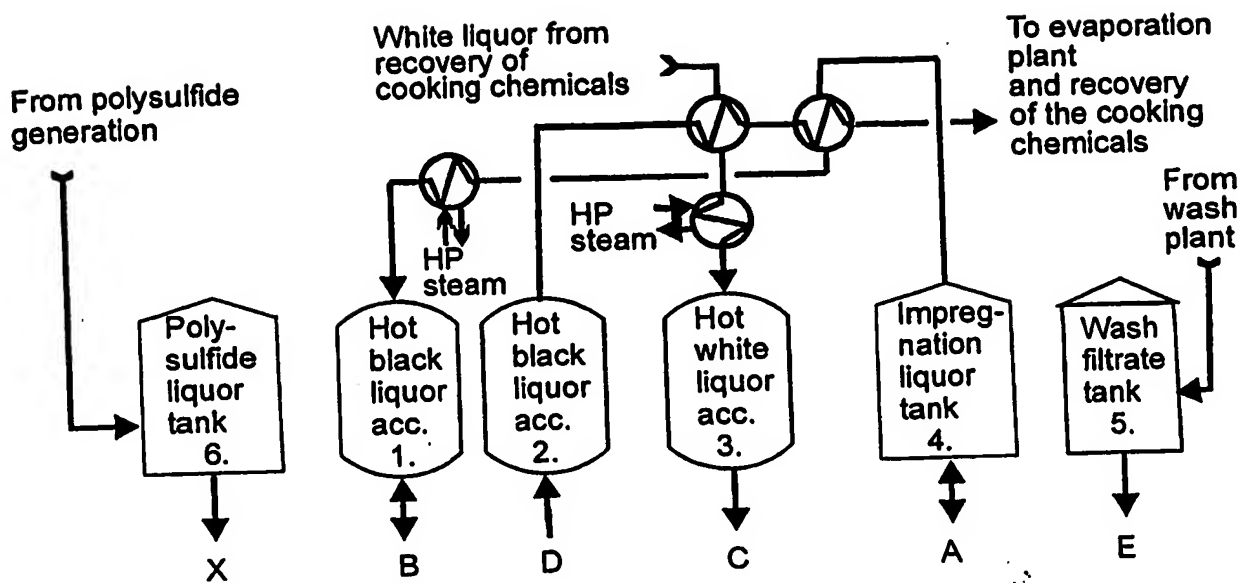 White liquor from
recovery of
cooking chemicals
To evaporation
plant
and recovery
of the cooking
chemicals
From polysulfide
generation
From
wash
plant
HP
steam
HP
steam
Poly-
sulfide
liquor
tank
6.
Hot
black
liquor
acc.
1.
Hot
black
liquor
acc.
2.
Hot
white
liquor
acc.
3.
Impreg-
nation
liquor
tank
4.
Wash
filtrate
tank
5.
X
B
D
C
A
E